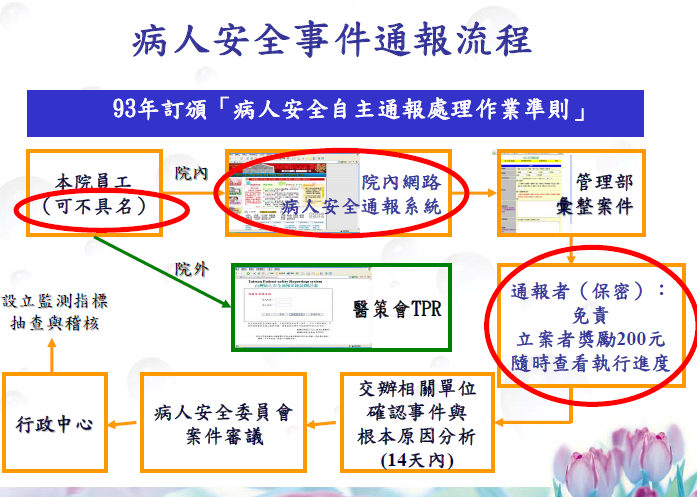 病人安全事件通報流程
93年訂頒「病人安全自主通報處理作業準則」
本院員工
(可不具名)
院內
院內網路
病人安全通報系統
管理部
彙整案件
院外
醫策會TPR
通報者(保密)：
免責
立案者獎勵200元
隨時查看執行進度
設立監測指標
抽查與稽核
行政中心
病人安全委員會
案件審議
交辦相關單位
確認事件與
根本原因分析
(14天內)